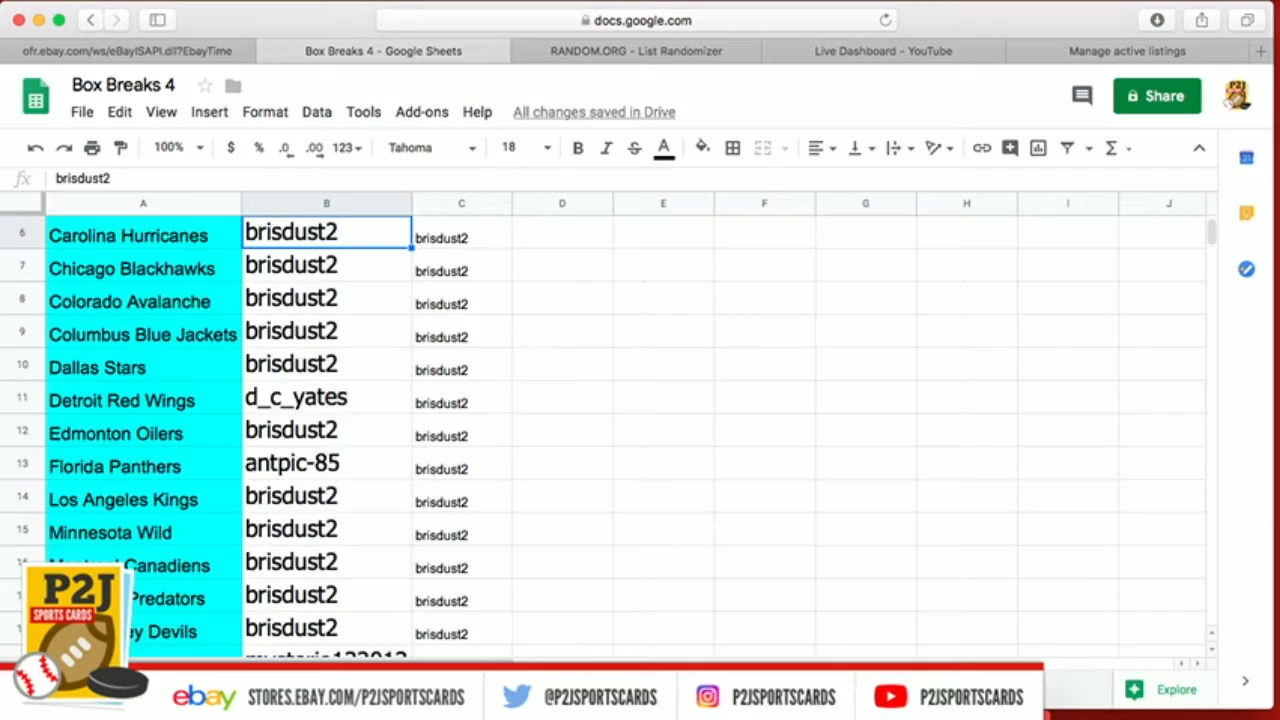 docs.google.com
ofr.ebay.com/ws/eBayISAPI.dll?EbayTime
Box Breaks 4 - Google Sheets
RANDOM.ORG - List Randomizer
Live Dashboard - YouTube
Manage active listings
Box Breaks 4
Share
File Edit View Insert Format Data Tools Add-ons Help All changes saved in Drive
100% $ % .0 .00 123 Tahoma 18 B I S A
fx brisdust2
A B C D E F G H I J
6 Carolina Hurricanes brisdust2 brisdust2
7 Chicago Blackhawks brisdust2 brisdust2
8 Colorado Avalanche brisdust2 brisdust2
9 Columbus Blue Jackets brisdust2 brisdust2
10 Dallas Stars brisdust2 brisdust2
11 Detroit Red Wings d_c_yates brisdust2
12 Edmonton Oilers brisdust2 brisdust2
13 Florida Panthers antpic-85 brisdust2
14 Los Angeles Kings brisdust2 brisdust2
15 Minnesota Wild brisdust2 brisdust2
Canadiens brisdust2 brisdust2
Predators brisdust2 brisdust2
ey Devils brisdust2 brisdust2
P2J
SPORTS CARDS
ebay STORES.EBAY.COM/P2JSPORTSCARDS @P2JSPORTSCARDS P2JSPORTSCARDS P2JSPORTSCARDS
Explore